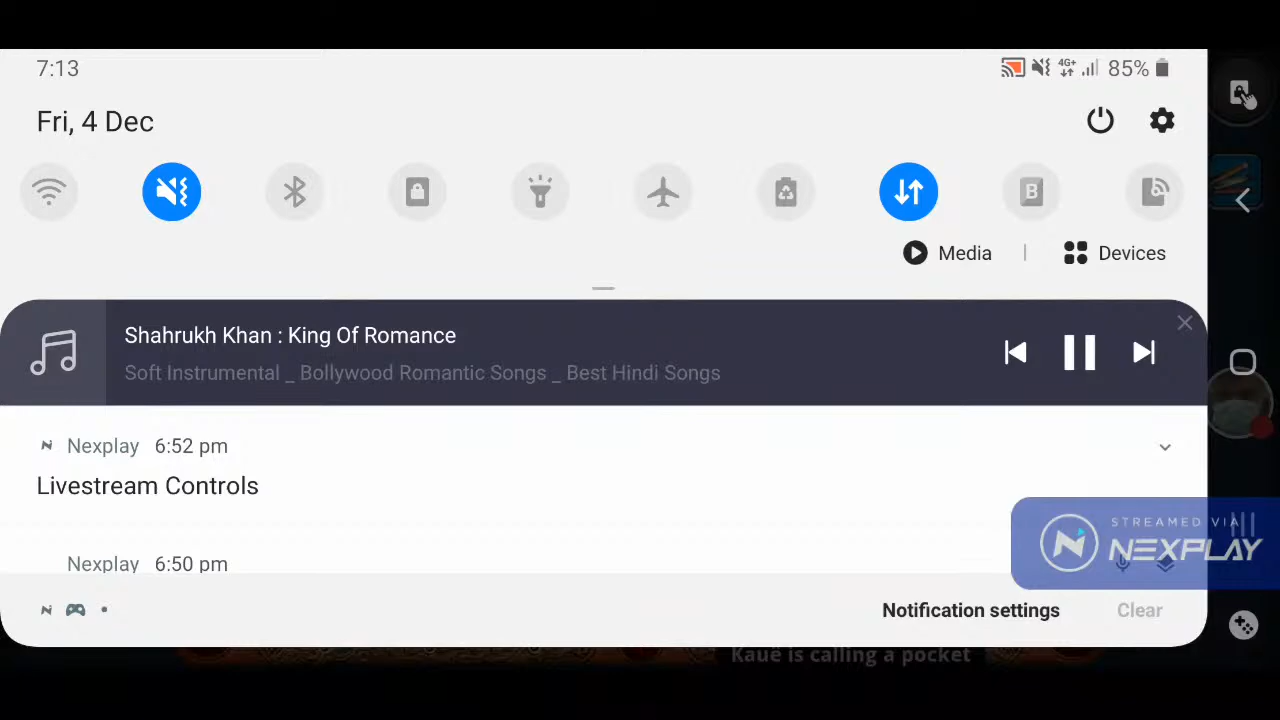 7:13
4G+ 85%
Fri, 4 Dec
B
Media | Devices
Shahrukh Khan : King Of Romance
Soft Instrumental _ Bollywood Romantic Songs _ Best Hindi Songs
Nexplay 6:52 pm
Livestream Controls
STREAMED VIA
NEXPLAY
Nexplay 6:50 pm
Notification settings Clear
Kauê is calling a pocket